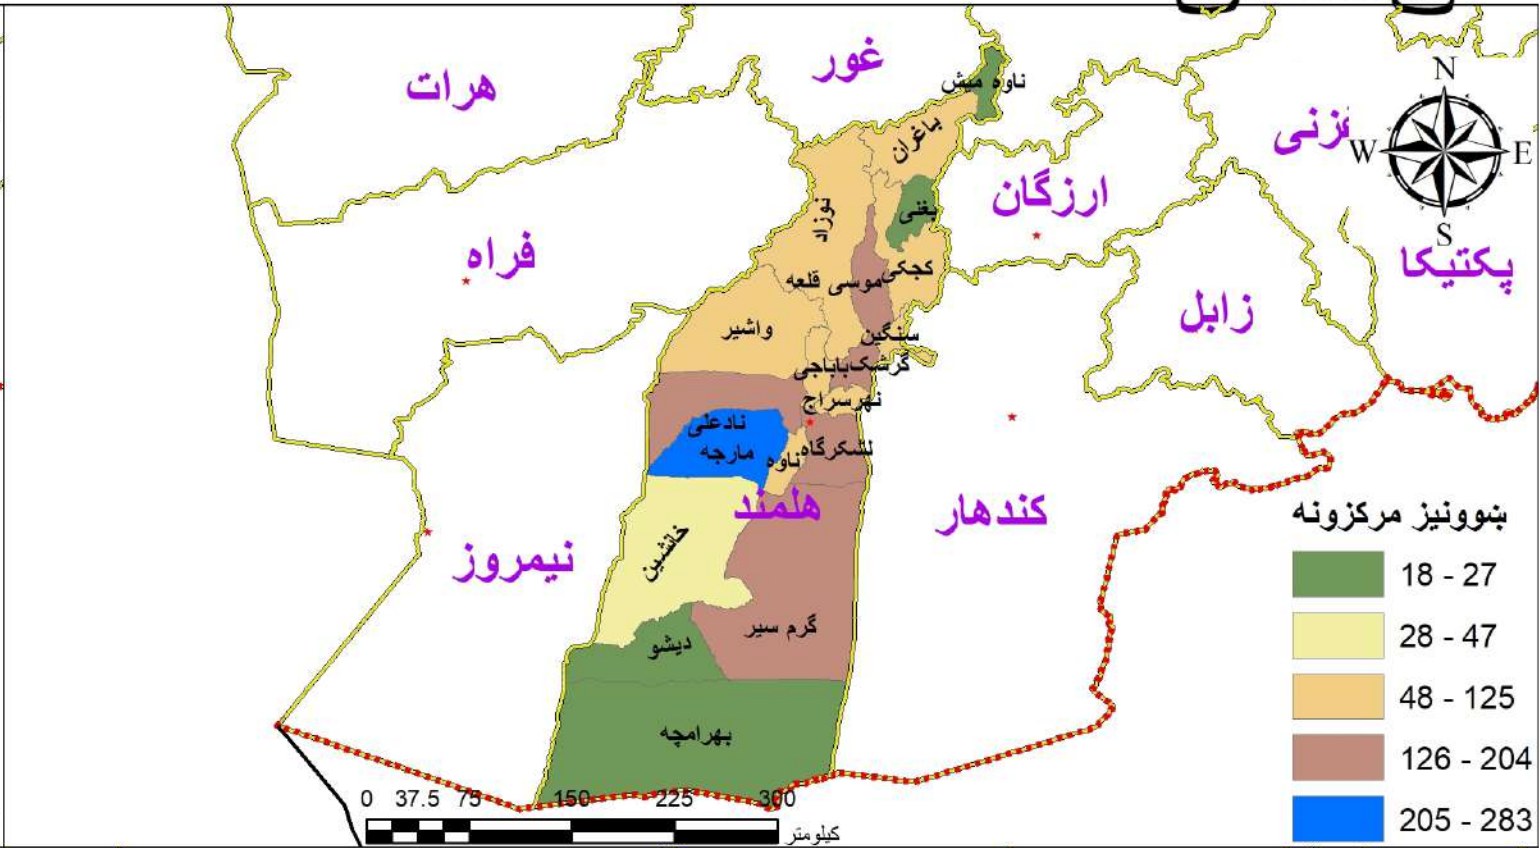 غور
هرات
ناوه میش
باغران
غزنی
N
W
E
S
ارزگان
بغنی
نوزاد
فراه
کجکی
موسی قلعه
پکتیکا
زابل
واشیر
سنگین
گرشک
باباجی
نهرسراج
نادعلی
مارجه
ناوه
لشکرگاه
هلمند
کندهار
نیمروز
خانشین
گرم سیر
دیشو
بهرامچه
ښوونیز مرکزونه
18 - 27
28 - 47
48 - 125
126 - 204
205 - 283
0 37.5 75 150 225 300
کیلومتر